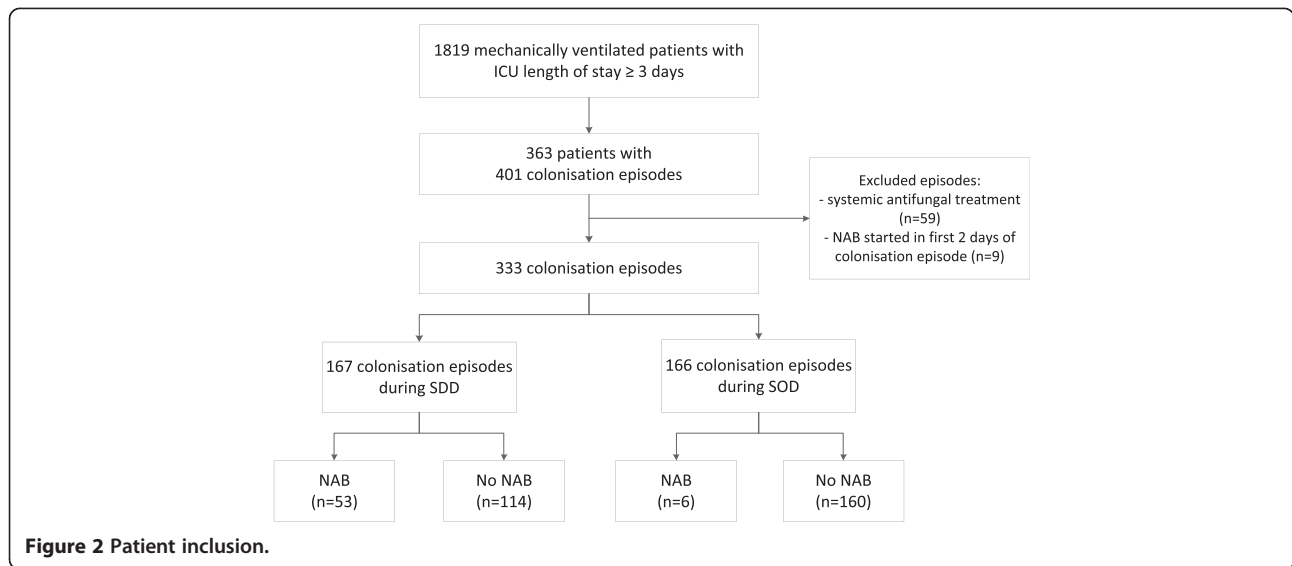 1819 mechanically ventilated patients with
ICU length of stay ≥ 3 days
363 patients with
401 colonisation episodes
Excluded episodes:
- systemic antifungal treatment
(n=59)
- NAB started in first 2 days of
colonisation episode (n=9)
333 colonisation episodes
167 colonisation episodes
during SDD
166 colonisation episodes
during SOD
NAB
(n=53)
No NAB
(n=114)
NAB
(n=6)
No NAB
(n=160)
Figure 2 Patient inclusion.